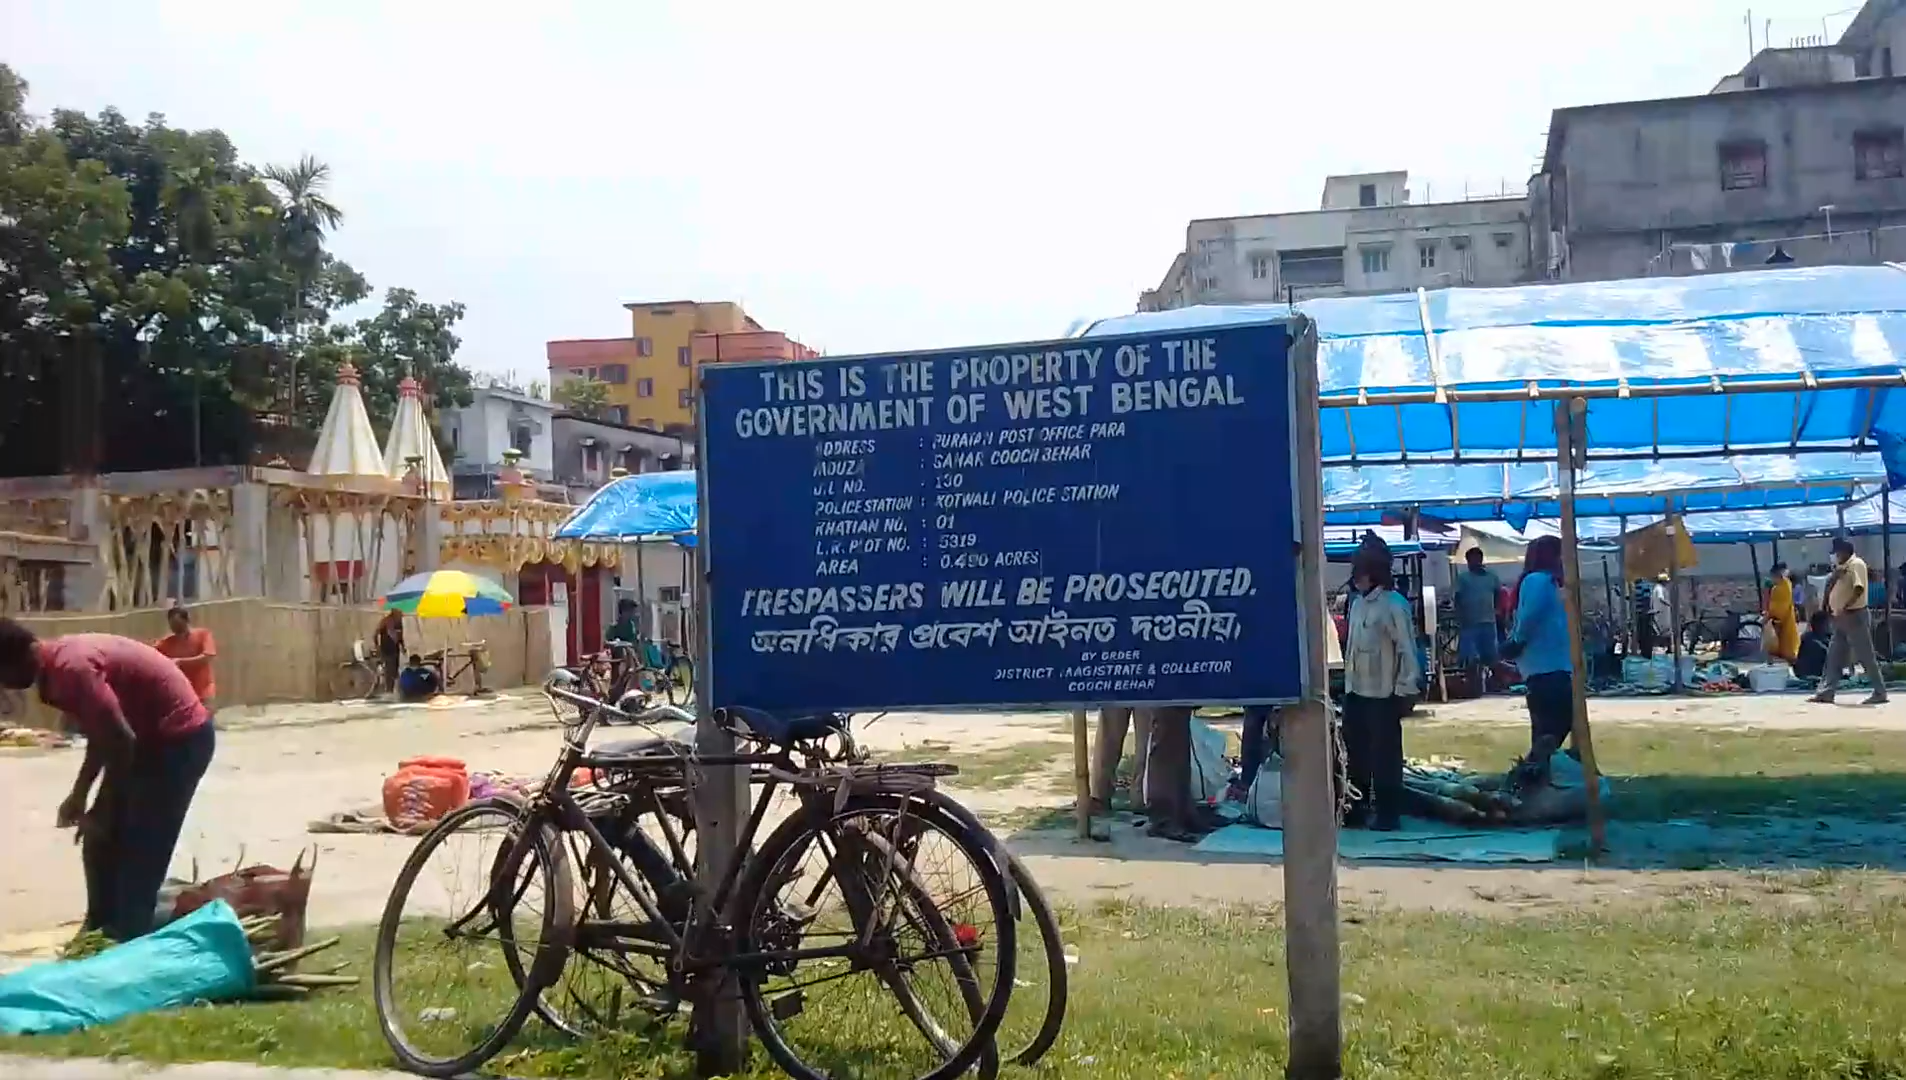 THIS IS THE PROPERTY OF THE
GOVERNMENT OF WEST BENGAL
ADDRESS : PURATAN POST OFFICE PARA
MOUZA : SAHAR COOCH BEHAR
J.L NO. : 130
POLICE STATION : KOTWALI POLICE STATION
KHATIAN NO. : 01
L.R. PLOT NO. : 5319
AREA : 0.490 ACRES
TRESPASSERS WILL BE PROSECUTED.
অনধিকার প্রবেশ আইনত দণ্ডনীয়।
BY ORDER
DISTRICT MAGISTRATE & COLLECTOR
COOCH BEHAR